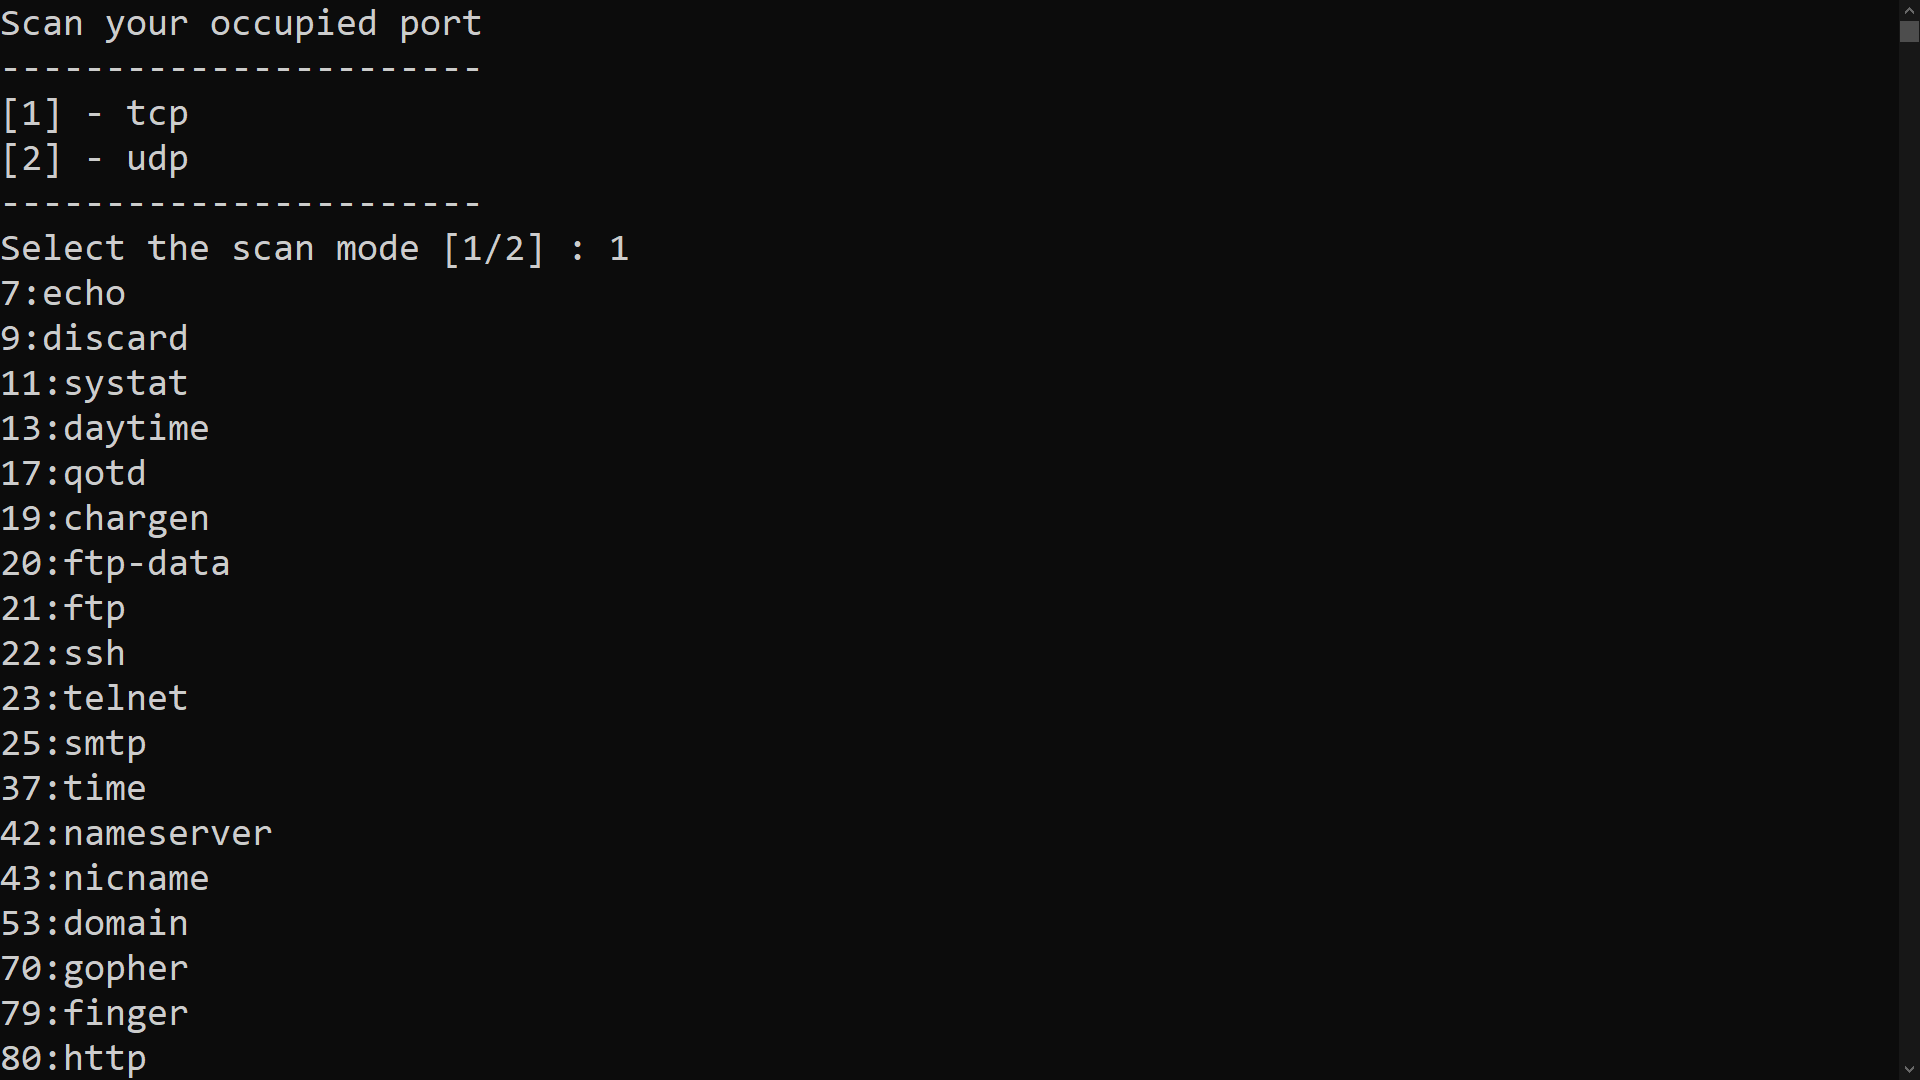 Scan your occupied port
-----------------------
[1] - tcp
[2] - udp
-----------------------
Select the scan mode [1/2] : 1
7:echo
9:discard
11:systat
13:daytime
17:qotd
19:chargen
20:ftp-data
21:ftp
22:ssh
23:telnet
25:smtp
37:time
42:nameserver
43:nicname
53:domain
70:gopher
79:finger
80:http